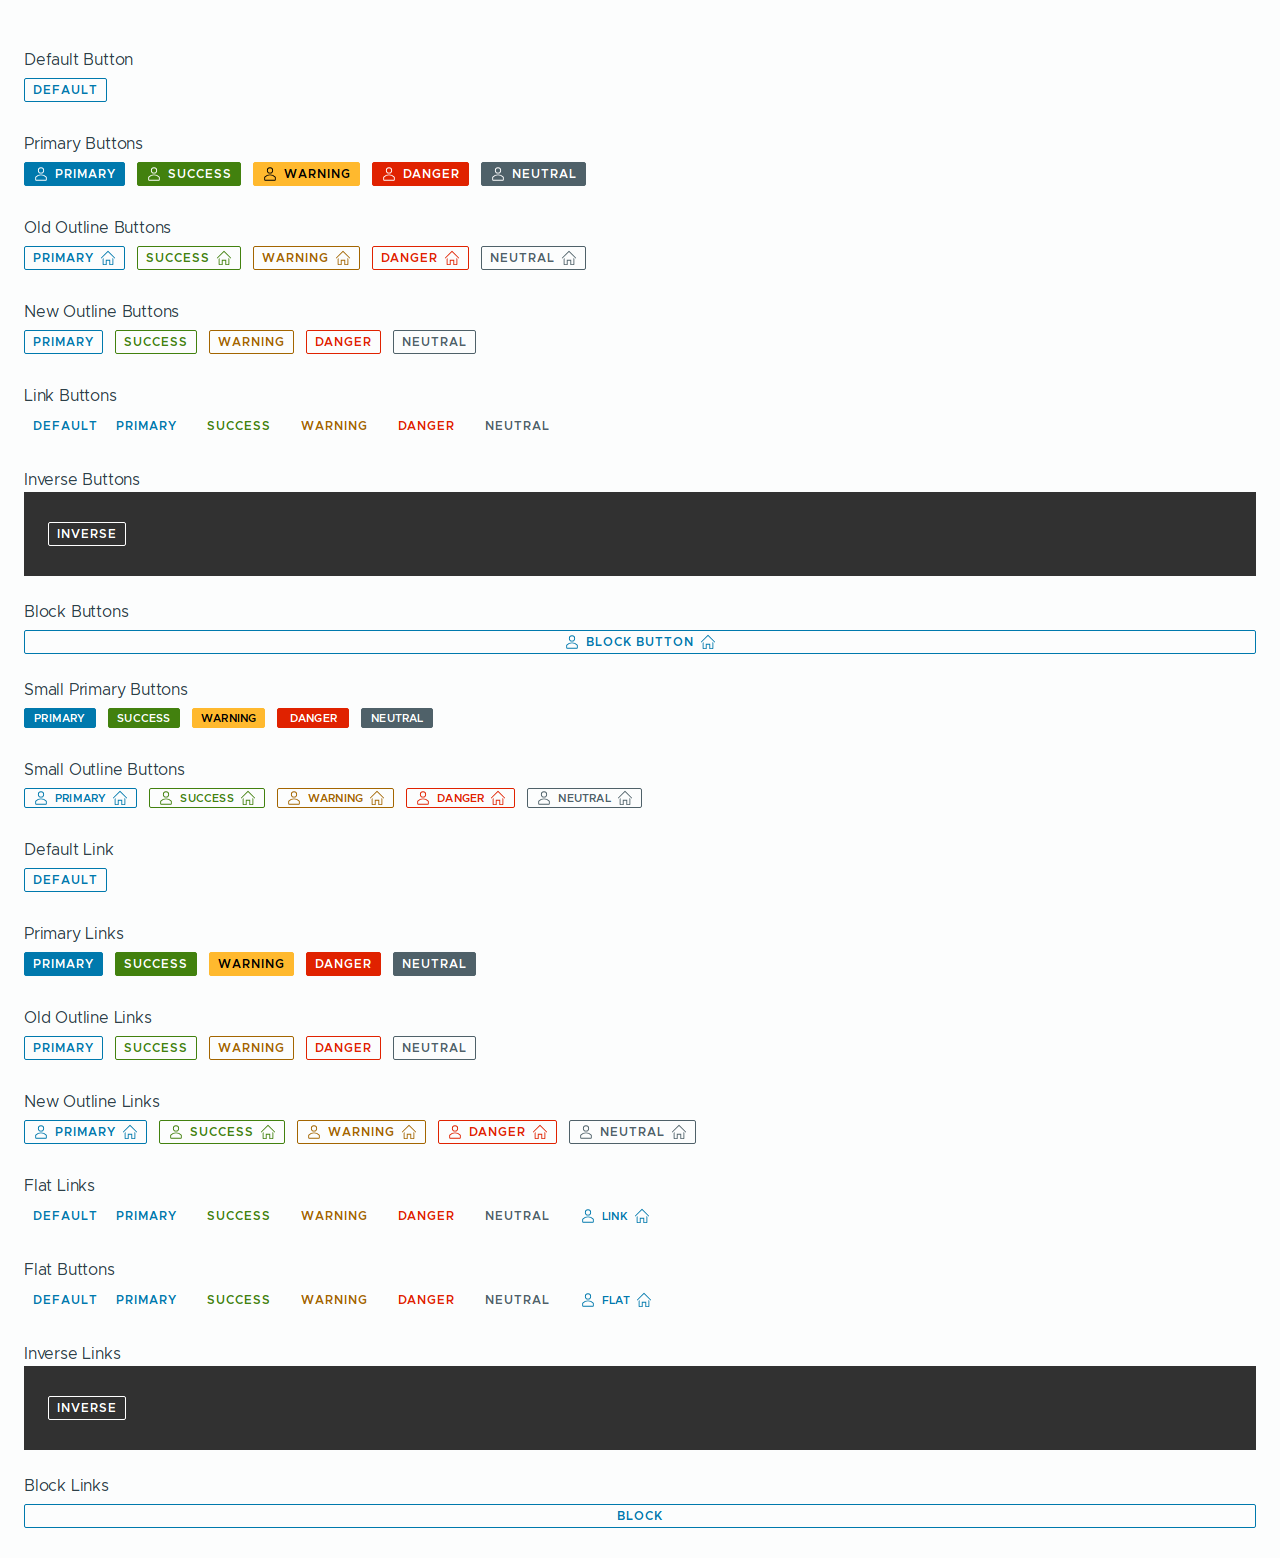 Default Button
DEFAULT
Primary Buttons
PRIMARY SUCCESS WARNING DANGER NEUTRAL
Old Outline Buttons
PRIMARY SUCCESS WARNING DANGER NEUTRAL
New Outline Buttons
PRIMARY SUCCESS WARNING DANGER NEUTRAL
Link Buttons
DEFAULT PRIMARY SUCCESS WARNING DANGER NEUTRAL
Inverse Buttons
INVERSE
Block Buttons
BLOCK BUTTON
Small Primary Buttons
PRIMARY SUCCESS WARNING DANGER NEUTRAL
Small Outline Buttons
PRIMARY SUCCESS WARNING DANGER NEUTRAL
Default Link
DEFAULT
Primary Links
PRIMARY SUCCESS WARNING DANGER NEUTRAL
Old Outline Links
PRIMARY SUCCESS WARNING DANGER NEUTRAL
New Outline Links
PRIMARY SUCCESS WARNING DANGER NEUTRAL
Flat Links
DEFAULT PRIMARY SUCCESS WARNING DANGER NEUTRAL LINK
Flat Buttons
DEFAULT PRIMARY SUCCESS WARNING DANGER NEUTRAL FLAT
Inverse Links
INVERSE
Block Links
BLOCK